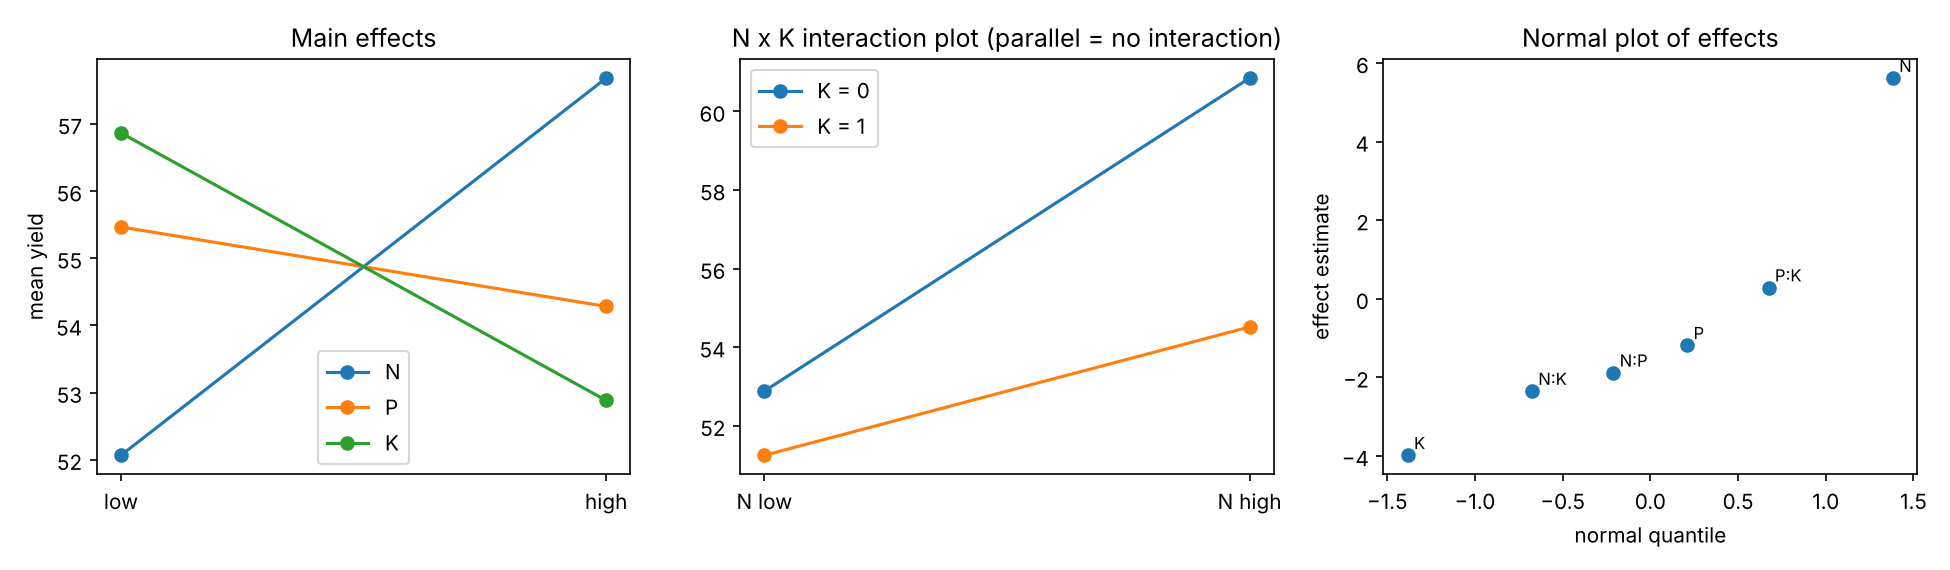 Main effects
mean yield
57
56
55
54
53
52
low
high
N
P
K
N x K interaction plot (parallel = no interaction)
K = 0
K = 1
60
58
56
54
52
N low
N high
Normal plot of effects
effect estimate
6
4
2
0
−2
−4
N
P:K
P
N:P
N:K
K
−1.5
−1.0
−0.5
0.0
0.5
1.0
1.5
normal quantile